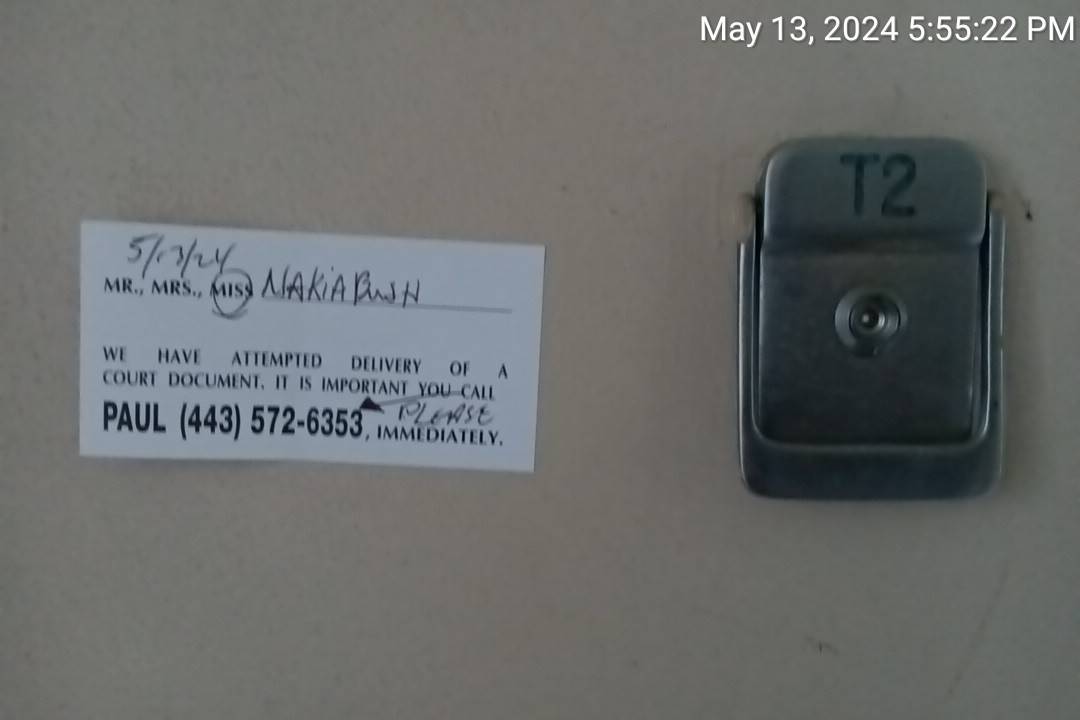 May 13, 2024 5:55:22 PM
T2
5/13/24
MR., MRS., MISS NAKIA BUSH
WE HAVE ATTEMPTED DELIVERY OF A
COURT DOCUMENT. IT IS IMPORTANT YOU CALL
PLEASE
PAUL (443) 572-6353, IMMEDIATELY.